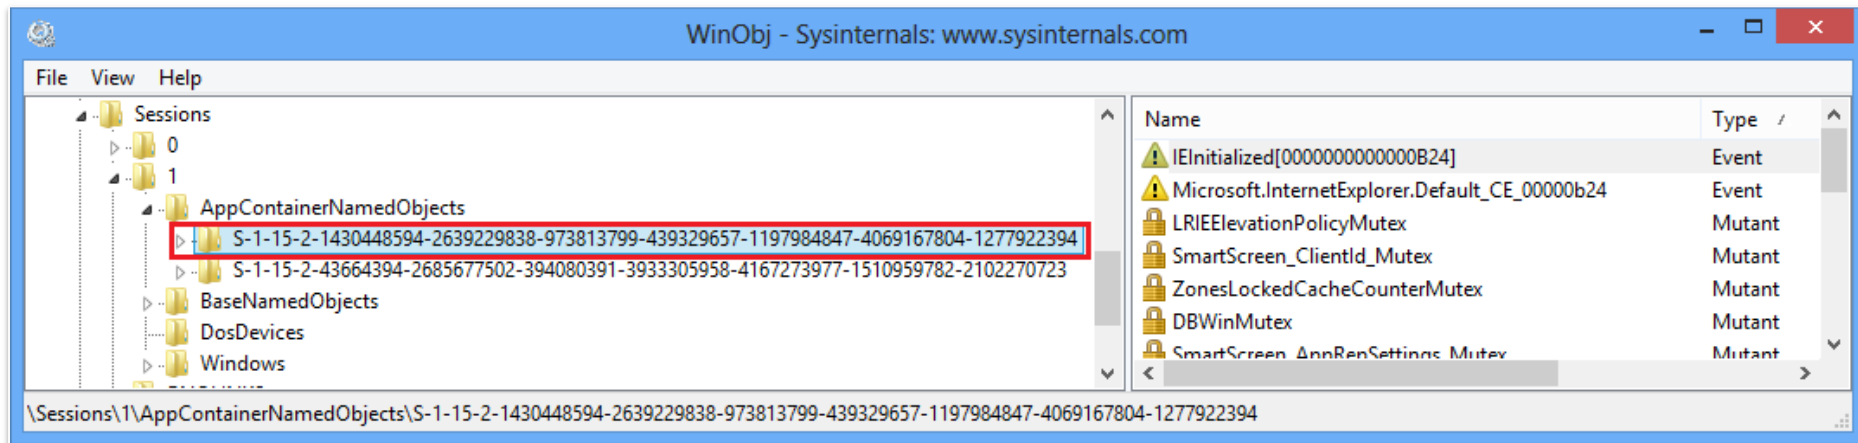 WinObj - Sysinternals: www.sysinternals.com
File View Help
Sessions
0
1
AppContainerNamedObjects
S-1-15-2-1430448594-2639229838-973813799-439329657-1197984847-4069167804-1277922394
S-1-15-2-43664394-2685677502-394080391-3933305958-4167273977-1510959782-2102270723
BaseNamedObjects
DosDevices
Windows
Name Type
IEInitialized[0000000000000B24] Event
Microsoft.InternetExplorer.Default_CE_00000b24 Event
LRIEElevationPolicyMutex Mutant
SmartScreen_ClientId_Mutex Mutant
ZonesLockedCacheCounterMutex Mutant
DBWinMutex Mutant
SmartScreen_AppRepSettings_Mutex Mutant
\Sessions\1\AppContainerNamedObjects\S-1-15-2-1430448594-2639229838-973813799-439329657-1197984847-4069167804-1277922394